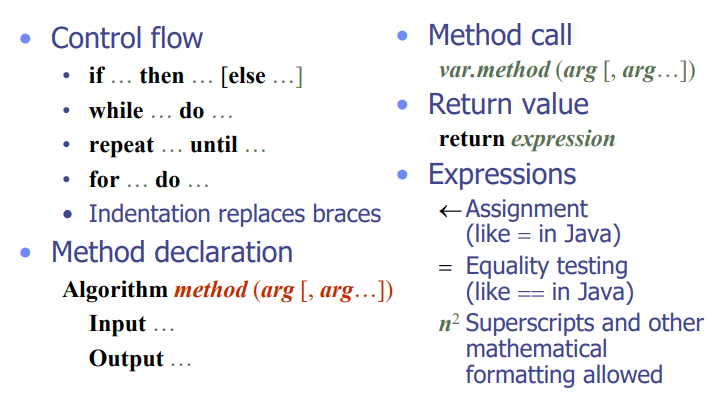 • Control flow
• if … then … [else …]
• while … do …
• repeat … until …
• for … do …
• Indentation replaces braces
• Method declaration
Algorithm method (arg [, arg…])
Input …
Output …
• Method call
var.method (arg [, arg…])
• Return value
return expression
• Expressions
← Assignment
(like = in Java)
= Equality testing
(like == in Java)
n² Superscripts and other
mathematical
formatting allowed